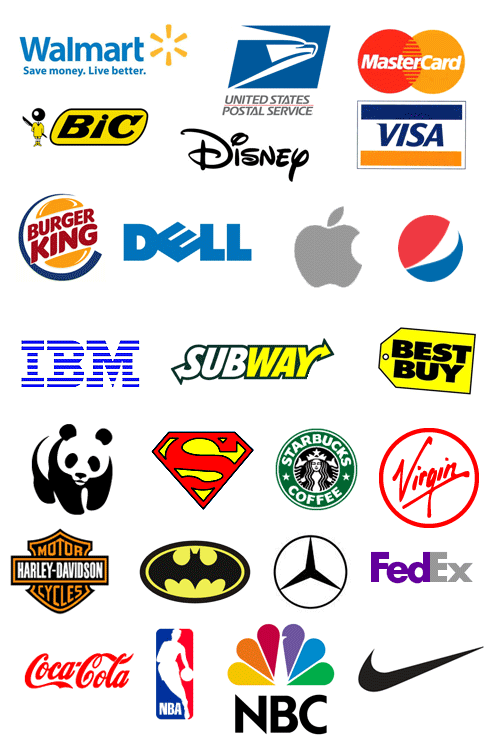 Walmart
Save money. Live better.
UNITED STATES
POSTAL SERVICE
MasterCard
BiC
Disney
VISA
BURGER
KING
DELL
IBM
SUBWAY
BEST
BUY
S
STARBUCKS
COFFEE
Virgin
MOTOR
HARLEY-DAVIDSON
CYCLES
FedEx
Coca-Cola
NBA
NBC